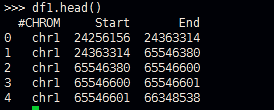 >>> df1.head()
#CHROM Start End
0 chr1 24256156 24363314
1 chr1 24363314 65546380
2 chr1 65546380 65546600
3 chr1 65546600 65546601
4 chr1 65546601 66348538